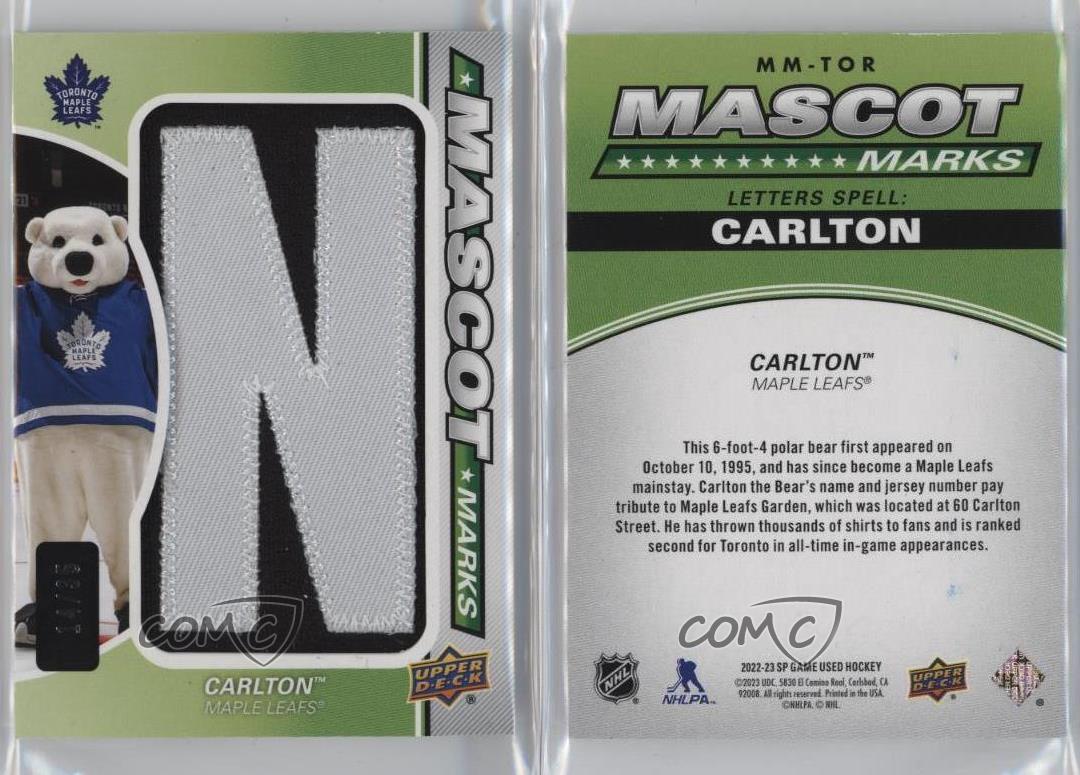 TORONTO
MAPLE
LEAFS
TORONTO
MAPLE
LEAFS
N
MASCOT
MARKS
14/35
COMC
CARLTON™
MAPLE LEAFS®
UPPER
D·E·C·K
MM-TOR
MASCOT
MARKS
LETTERS SPELL:
CARLTON
CARLTON™
MAPLE LEAFS®
This 6-foot-4 polar bear first appeared on
October 10, 1995, and has since become a Maple Leafs
mainstay. Carlton the Bear's name and jersey number pay
tribute to Maple Leafs Garden, which was located at 60 Carlton
Street. He has thrown thousands of shirts to fans and is ranked
second for Toronto in all-time in-game appearances.
COMC
NHL
NHLPA
2022-23 SP GAME USED HOCKEY
©2023 UDC. 5830 El Camino Real, Carlsbad, CA
92008. All rights reserved. Printed in the USA.
©NHLPA. © NHL.
UPPER
D·E·C·K